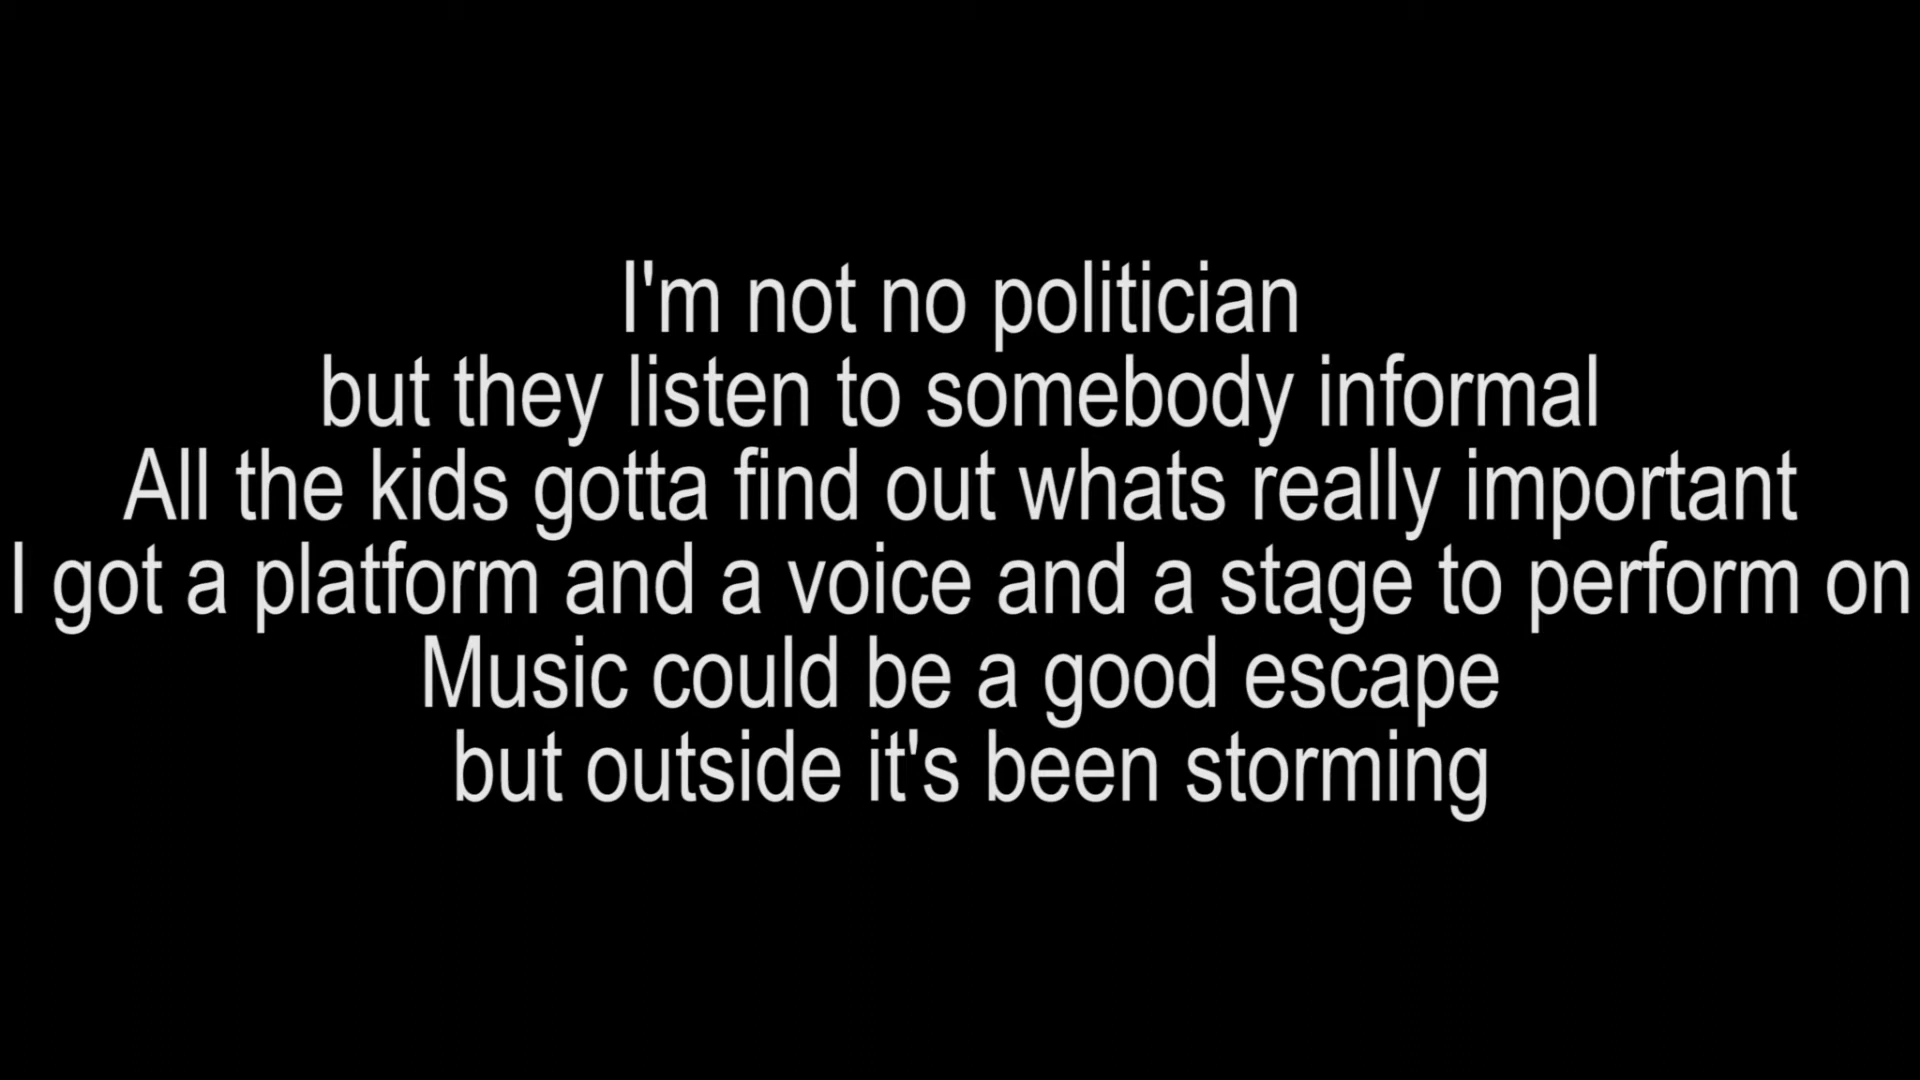 I'm not no politician
but they listen to somebody informal
All the kids gotta find out whats really important
I got a platform and a voice and a stage to perform on
Music could be a good escape
but outside it's been storming